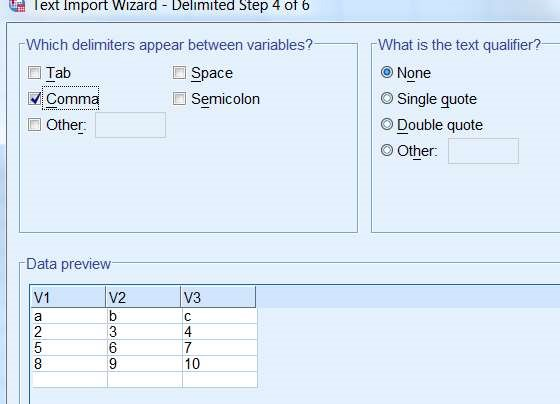 Text Import Wizard - Delimited Step 4 of 6
Which delimiters appear between variables?
Tab
Space
Comma
Semicolon
Other:
What is the text qualifier?
None
Single quote
Double quote
Other:
Data preview
V1 V2 V3
a b c
2 3 4
5 6 7
8 9 10